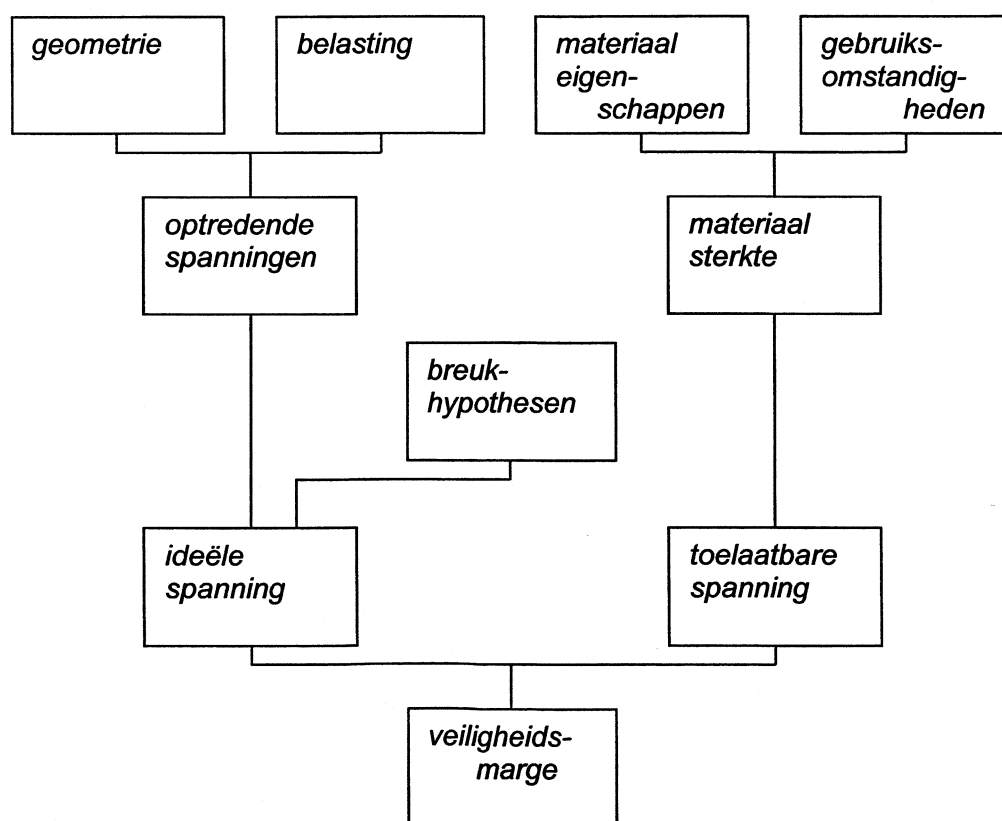 geometrie
belasting
materiaal
eigen-
schappen
gebruiks-
omstandig-
heden
optredende
spanningen
materiaal
sterkte
breuk-
hypothesen
ideële
spanning
toelaatbare
spanning
veiligheids-
marge